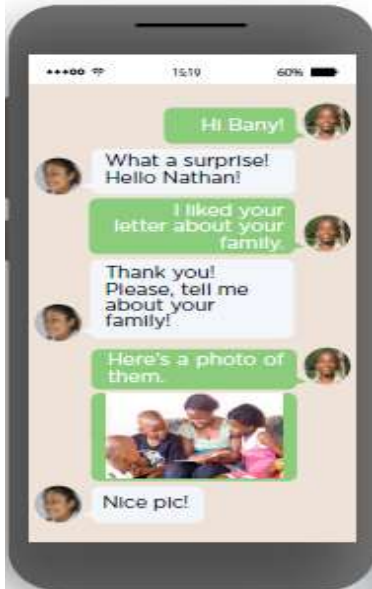 15:19
60%
Hi Bany!
What a surprise!
Hello Nathan!
I liked your
letter about your
family.
Thank you!
Please, tell me
about your
family!
Here's a photo of
them.
Nice pic!